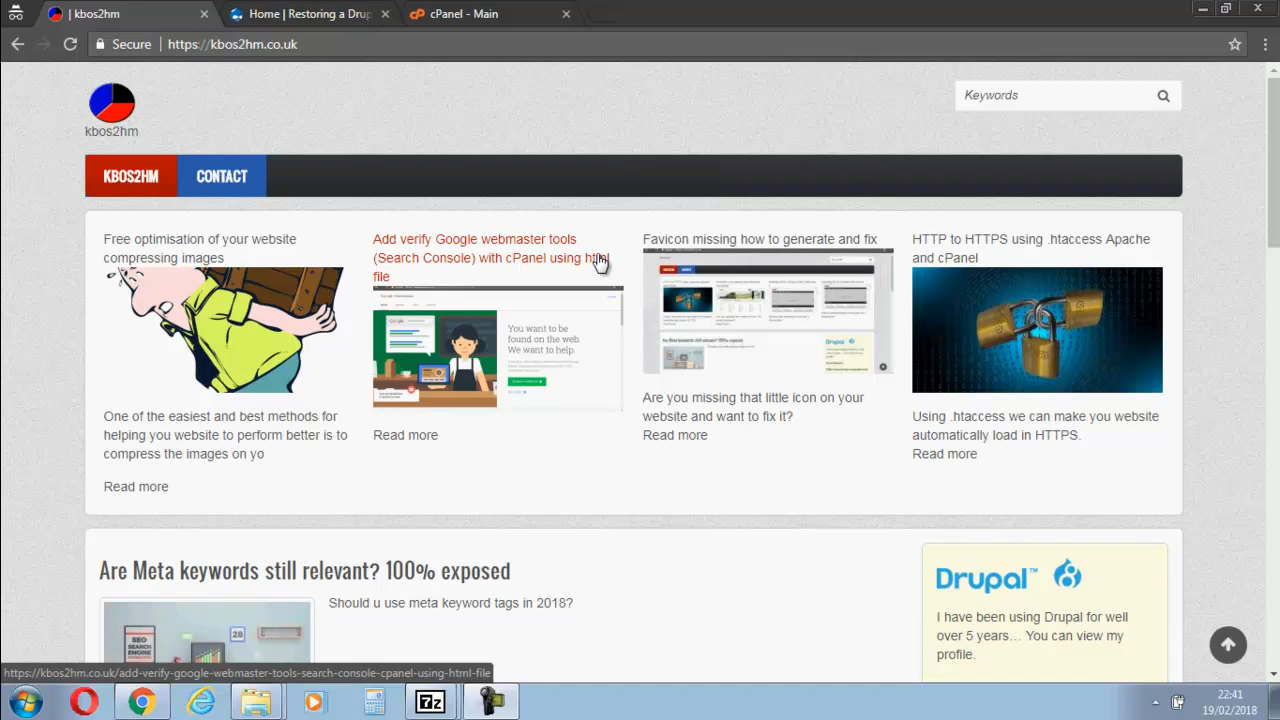 | kbos2hm
Home | Restoring a Drup
cPanel - Main
Secure
https://kbos2hm.co.uk
kbos2hm
Keywords
KBOS2HM
CONTACT
Free optimisation of your website
compressing images
One of the easiest and best methods for
helping you website to perform better is to
compress the images on yo
Read more
Add verify Google webmaster tools
(Search Console) with cPanel using html
file
You want to be
found on the web.
We want to help.
Read more
Favicon missing how to generate and fix
Drupal
Are you missing that little icon on your
website and want to fix it?
Read more
HTTP to HTTPS using .htaccess Apache
and cPanel
Using .htaccess we can make you website
automatically load in HTTPS.
Read more
Are Meta keywords still relevant? 100% exposed
SEO
SEARCH
ENGINE
28
Should u use meta keyword tags in 2018?
Drupal™
I have been using Drupal for well
over 5 years… You can view my
profile.
https://kbos2hm.co.uk/add-verify-google-webmaster-tools-search-console-cpanel-using-html-file
7z
22:41
19/02/2018